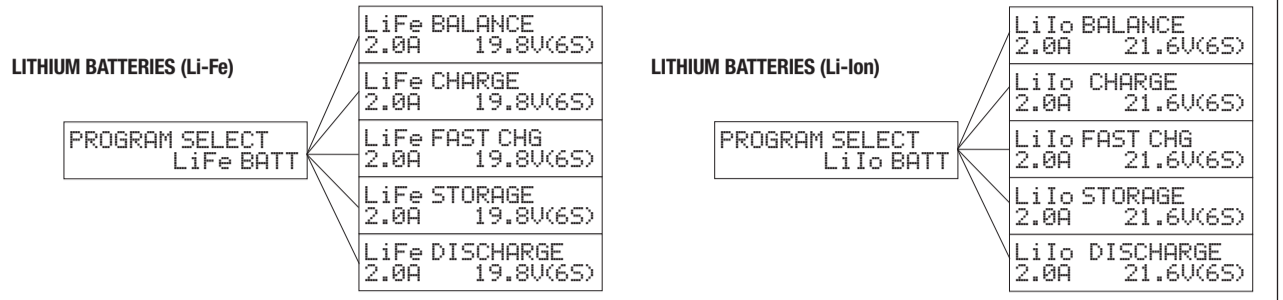 LITHIUM BATTERIES (Li-Fe)
PROGRAM SELECT
LiFe BATT
LiFe BALANCE
2.0A 19.8V(6S)
LiFe CHARGE
2.0A 19.8V(6S)
LiFe FAST CHG
2.0A 19.8V(6S)
LiFe STORAGE
2.0A 19.8V(6S)
LiFe DISCHARGE
2.0A 19.8V(6S)
LITHIUM BATTERIES (Li-Ion)
PROGRAM SELECT
LiIo BATT
LiIo BALANCE
2.0A 21.6V(6S)
LiIo CHARGE
2.0A 21.6V(6S)
LiIo FAST CHG
2.0A 21.6V(6S)
LiIo STORAGE
2.0A 21.6V(6S)
LiIo DISCHARGE
2.0A 21.6V(6S)